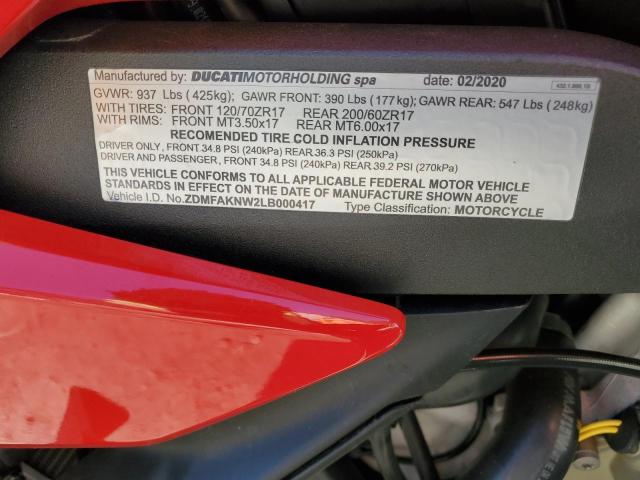 Manufactured by: DUCATIMOTORHOLDING spa date: 02/2020
GVWR: 937 Lbs (425kg); GAWR FRONT: 390 Lbs (177kg); GAWR REAR: 547 Lbs (248kg)
WITH TIRES: FRONT 120/70ZR17 REAR 200/60ZR17
WITH RIMS: FRONT MT3.50x17 REAR MT6.00x17
RECOMENDED TIRE COLD INFLATION PRESSURE
DRIVER ONLY, FRONT 34.8 PSI (240kPa) REAR 36.3 PSI (250kPa)
DRIVER AND PASSENGER, FRONT 34.8 PSI (240kPa) REAR 39.2 PSI (270kPa)
THIS VEHICLE CONFORMS TO ALL APPLICABLE FEDERAL MOTOR VEHICLE
STANDARDS IN EFFECT ON THE DATE OF MANUFACTURE SHOWN ABOVE
Vehicle I.D. No. ZDMFAKNW2LB000417 Type Classification: MOTORCYCLE